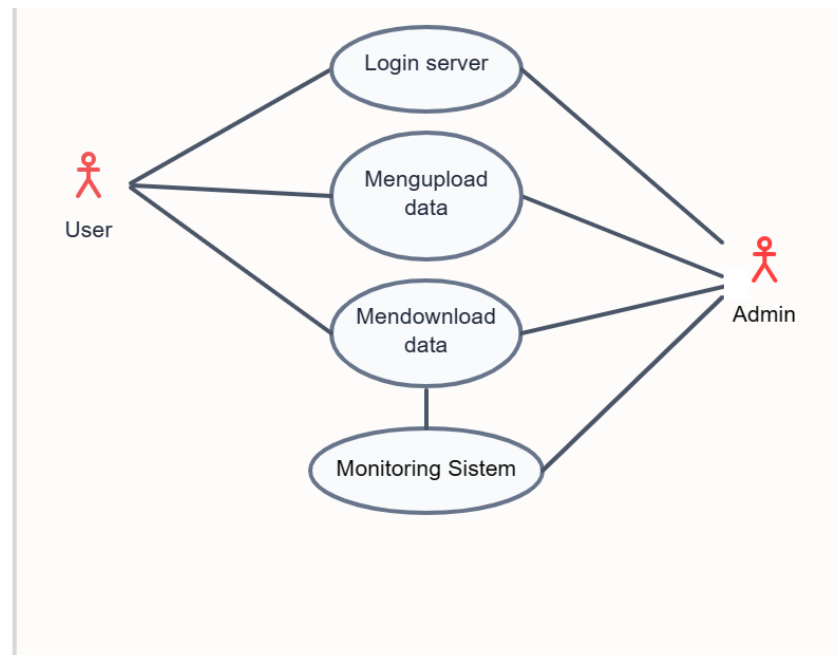 Login server
Mengupload
data
User
Mendownload
data
Admin
Monitoring Sistem